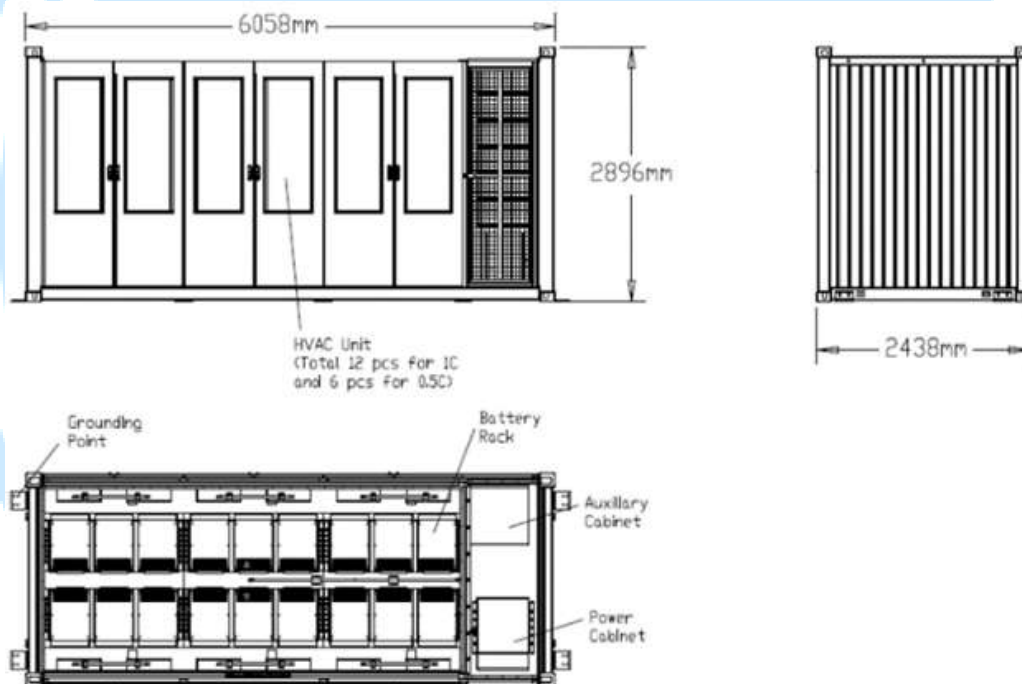 6058mm
2896mm
2438mm
HVAC Unit
(Total 12 pcs for 1C
and 6 pcs for 0.5C)
Grounding
Point
Battery
Rack
Auxillary
Cabinet
Power
Cabinet